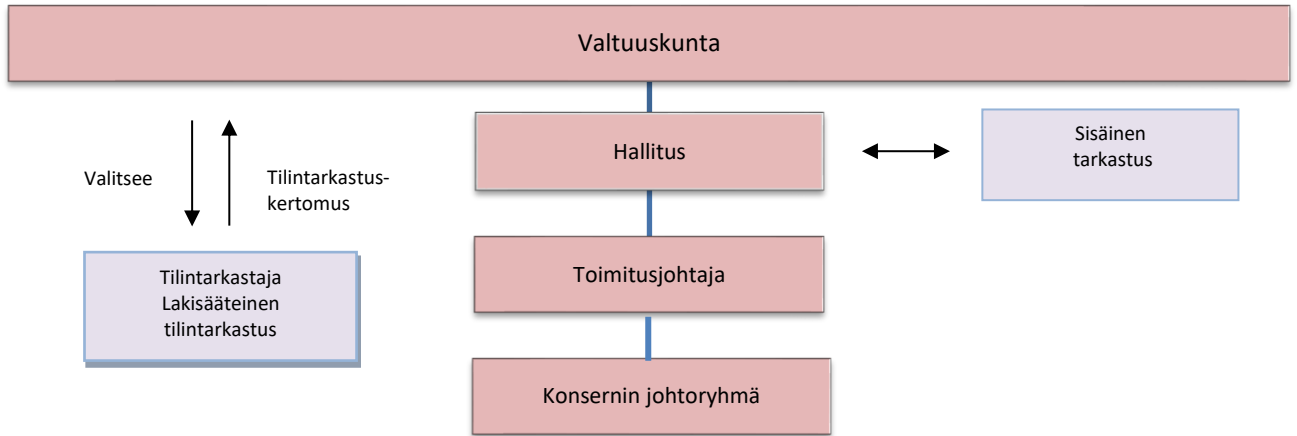 Valtuuskunta
Hallitus
Sisäinen
tarkastus
Valitsee
Tilintarkastus-
kertomus
Tilintarkastaja
Lakisääteinen
tilintarkastus
Toimitusjohtaja
Konsernin johtoryhmä